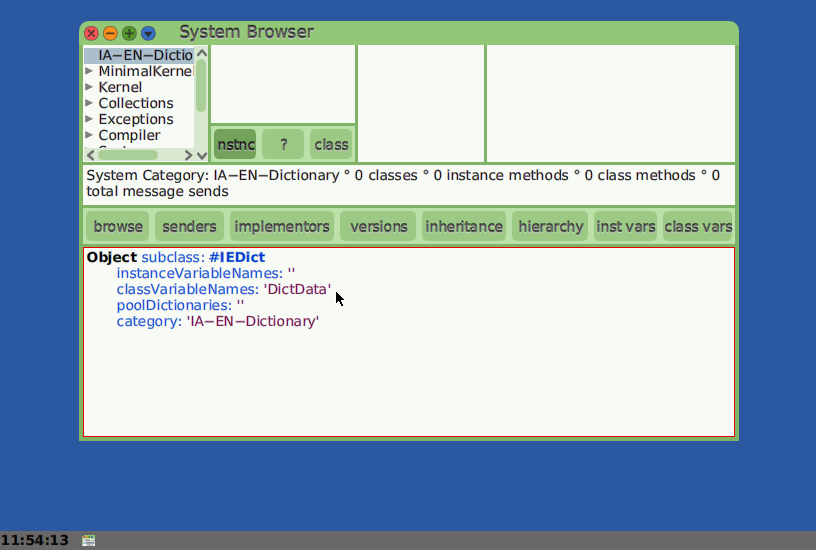 System Browser
IA−EN−Dictio
MinimalKerne
Kernel
Collections
Exceptions
Compiler
nstnc ? class
System Category: IA−EN−Dictionary ° 0 classes ° 0 instance methods ° 0 class methods ° 0
total message sends
browse senders implementors versions inheritance hierarchy inst vars class vars
Object subclass: #IEDict
instanceVariableNames: ''
classVariableNames: 'DictData'
poolDictionaries: ''
category: 'IA−EN−Dictionary'
11:54:13